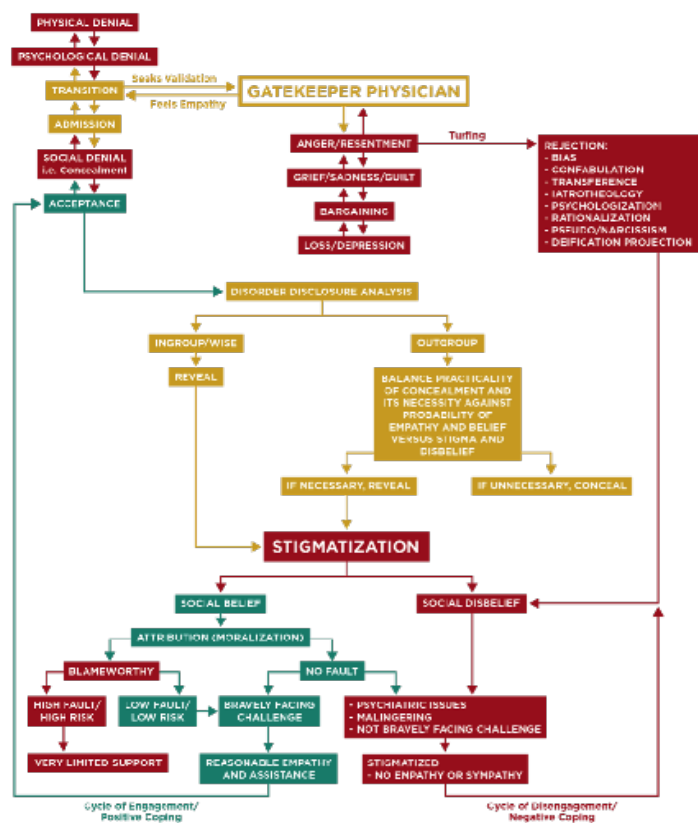 PHYSICAL DENIAL
PSYCHOLOGICAL DENIAL
TRANSITION
Seeks Validation
Feels Empathy
GATEKEEPER PHYSICIAN
ADMISSION
SOCIAL DENIAL
i.e. Concealment
ACCEPTANCE
ANGER/RESENTMENT
Turfing
GRIEF/SADNESS/GUILT
BARGAINING
LOSS/DEPRESSION
REJECTION:
- BIAS
- CONFABULATION
- TRANSFERENCE
- IATROTHEOLOGY
- PSYCHOLOGIZATION
- RATIONALIZATION
- PSEUDO/NARCISSISM
- DEIFICATION PROJECTION
DISORDER DISCLOSURE ANALYSIS
INGROUP/WISE
REVEAL
OUTGROUP
BALANCE PRACTICALITY
OF CONCEALMENT AND
ITS NECESSITY AGAINST
PROBABILITY OF
EMPATHY AND BELIEF
VERSUS STIGMA AND
DISBELIEF
IF NECESSARY, REVEAL
IF UNNECESSARY, CONCEAL
STIGMATIZATION
SOCIAL BELIEF
SOCIAL DISBELIEF
ATTRIBUTION (MORALIZATION)
BLAMEWORTHY
NO FAULT
HIGH FAULT/
HIGH RISK
LOW FAULT/
LOW RISK
BRAVELY FACING
CHALLENGE
- PSYCHIATRIC ISSUES
- MALINGERING
- NOT BRAVELY FACING CHALLENGE
VERY LIMITED SUPPORT
REASONABLE EMPATHY
AND ASSISTANCE
STIGMATIZED
- NO EMPATHY OR SYMPATHY
Cycle of Engagement/
Positive Coping
Cycle of Disengagement/
Negative Coping